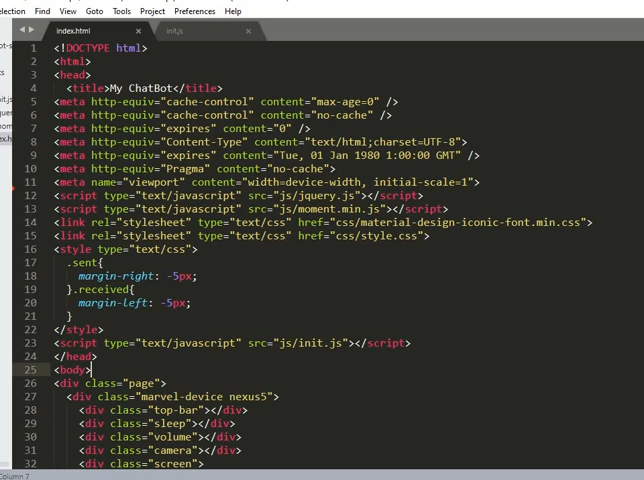 election Find View Goto Tools Project Preferences Help
index.html × init.js ×
1 <!DOCTYPE html>
2 <html>
3 <head>
4 <title>My ChatBot</title>
5 <meta http-equiv="cache-control" content="max-age=0" />
6 <meta http-equiv="cache-control" content="no-cache" />
7 <meta http-equiv="expires" content="0" />
8 <meta http-equiv="Content-Type" content="text/html;charset=UTF-8">
9 <meta http-equiv="expires" content="Tue, 01 Jan 1980 1:00:00 GMT" />
10 <meta http-equiv="Pragma" content="no-cache">
11 <meta name="viewport" content="width=device-width, initial-scale=1">
12 <script type="text/javascript" src="js/jquery.js"></script>
13 <script type="text/javascript" src="js/moment.min.js"></script>
14 <link rel="stylesheet" type="text/css" href="css/material-design-iconic-font.min.css">
15 <link rel="stylesheet" type="text/css" href="css/style.css">
16 <style type="text/css">
17 .sent{
18 margin-right: -5px;
19 }.received{
20 margin-left: -5px;
21 }
22 </style>
23 <script type="text/javascript" src="js/init.js"></script>
24 </head>
25 <body>
26 <div class="page">
27 <div class="marvel-device nexus5">
28 <div class="top-bar"></div>
29 <div class="sleep"></div>
30 <div class="volume"></div>
31 <div class="camera"></div>
32 <div class="screen">
Column 7